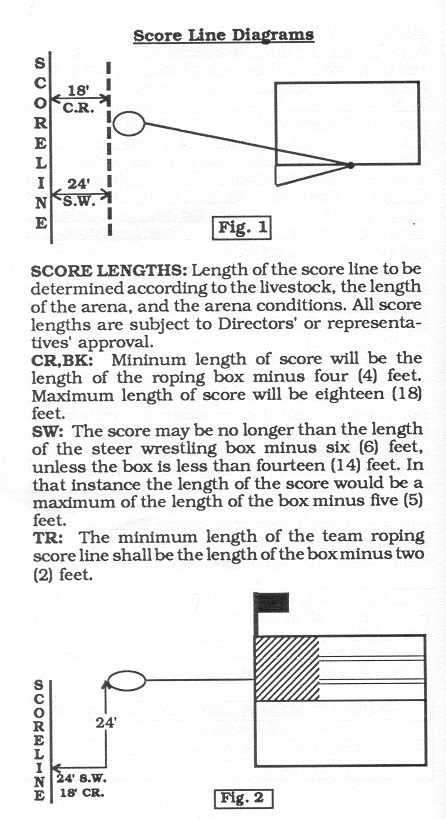 Score Line Diagrams
SCORELINE
18'
C.R.
24'
S.W.
Fig. 1
SCORE LENGTHS: Length of the score line to be
determined according to the livestock, the length
of the arena, and the arena conditions. All score
lengths are subject to Directors' or representa-
tives' approval.
CR,BK: Mininum length of score will be the
length of the roping box minus four (4) feet.
Maximum length of score will be eighteen (18)
feet.
SW: The score may be no longer than the length
of the steer wrestling box minus six (6) feet,
unless the box is less than fourteen (14) feet. In
that instance the length of the score would be a
maximum of the length of the box minus five (5)
feet.
TR: The minimum length of the team roping
score line shall be the length of the box minus two
(2) feet.
SCORELINE
24'
24' S.W.
18' CR.
Fig. 2